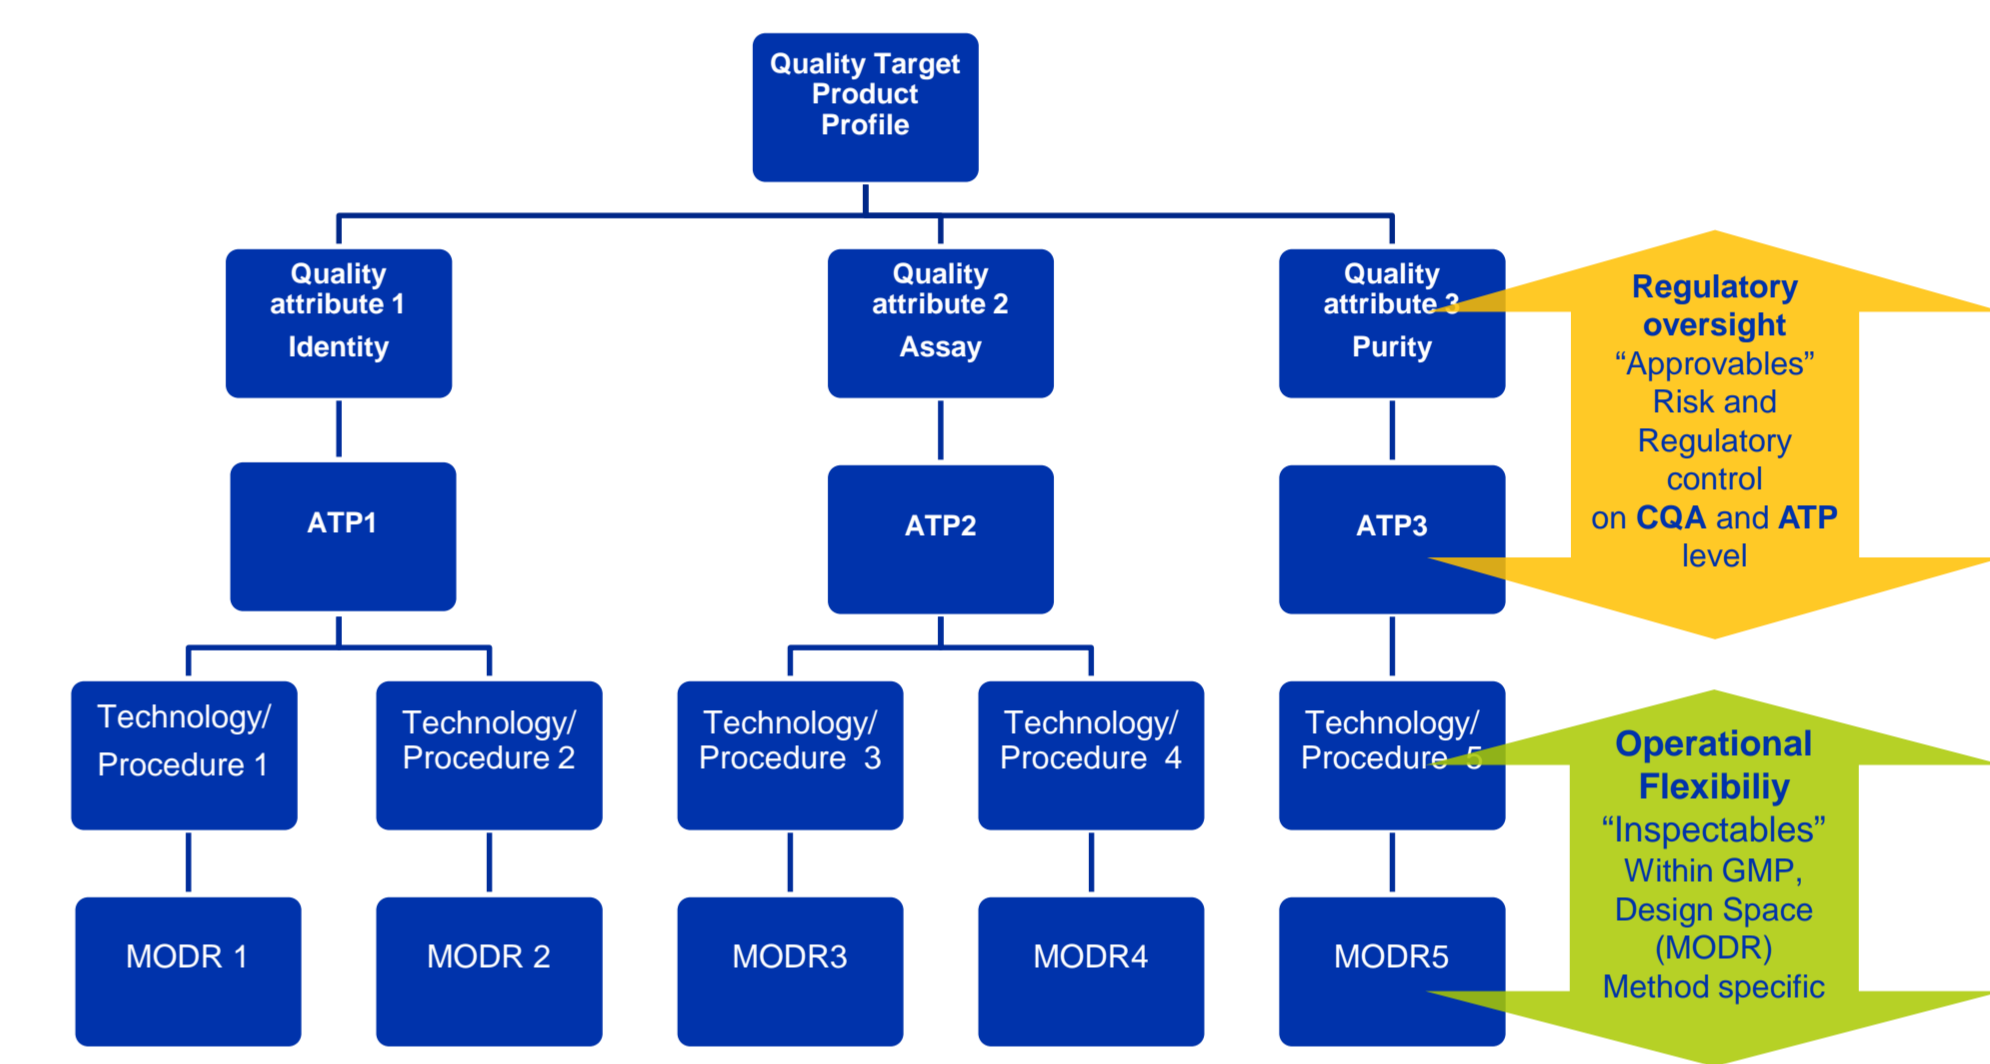 Quality Target
Product
Profile
Quality
attribute 1
Identity
Quality
attribute 2
Assay
Quality
attribute 3
Purity
Regulatory
oversight
“Approvables”
Risk and
Regulatory
control
on CQA and ATP
level
ATP1
ATP2
ATP3
Technology/
Procedure 1
Technology/
Procedure 2
Technology/
Procedure 3
Technology/
Procedure 4
Technology/
Procedure 5
Operational
Flexibiliy
“Inspectables”
Within GMP,
Design Space
(MODR)
Method specific
MODR 1
MODR 2
MODR3
MODR4
MODR5